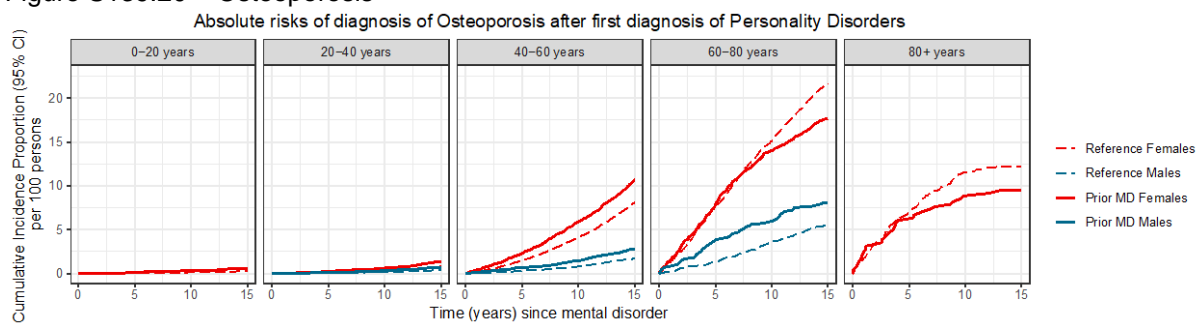 Absolute risks of diagnosis of Osteoporosis after first diagnosis of Personality Disorders
Cumulative Incidence Proportion (95% CI)
per 100 persons
0−20 years
20−40 years
40−60 years
60−80 years
80+ years
20
15
10
5
0
0 5 10 15
0 5 10 15
0 5 10 15
0 5 10 15
0 5 10 15
Time (years) since mental disorder
Reference Females
Reference Males
Prior MD Females
Prior MD Males